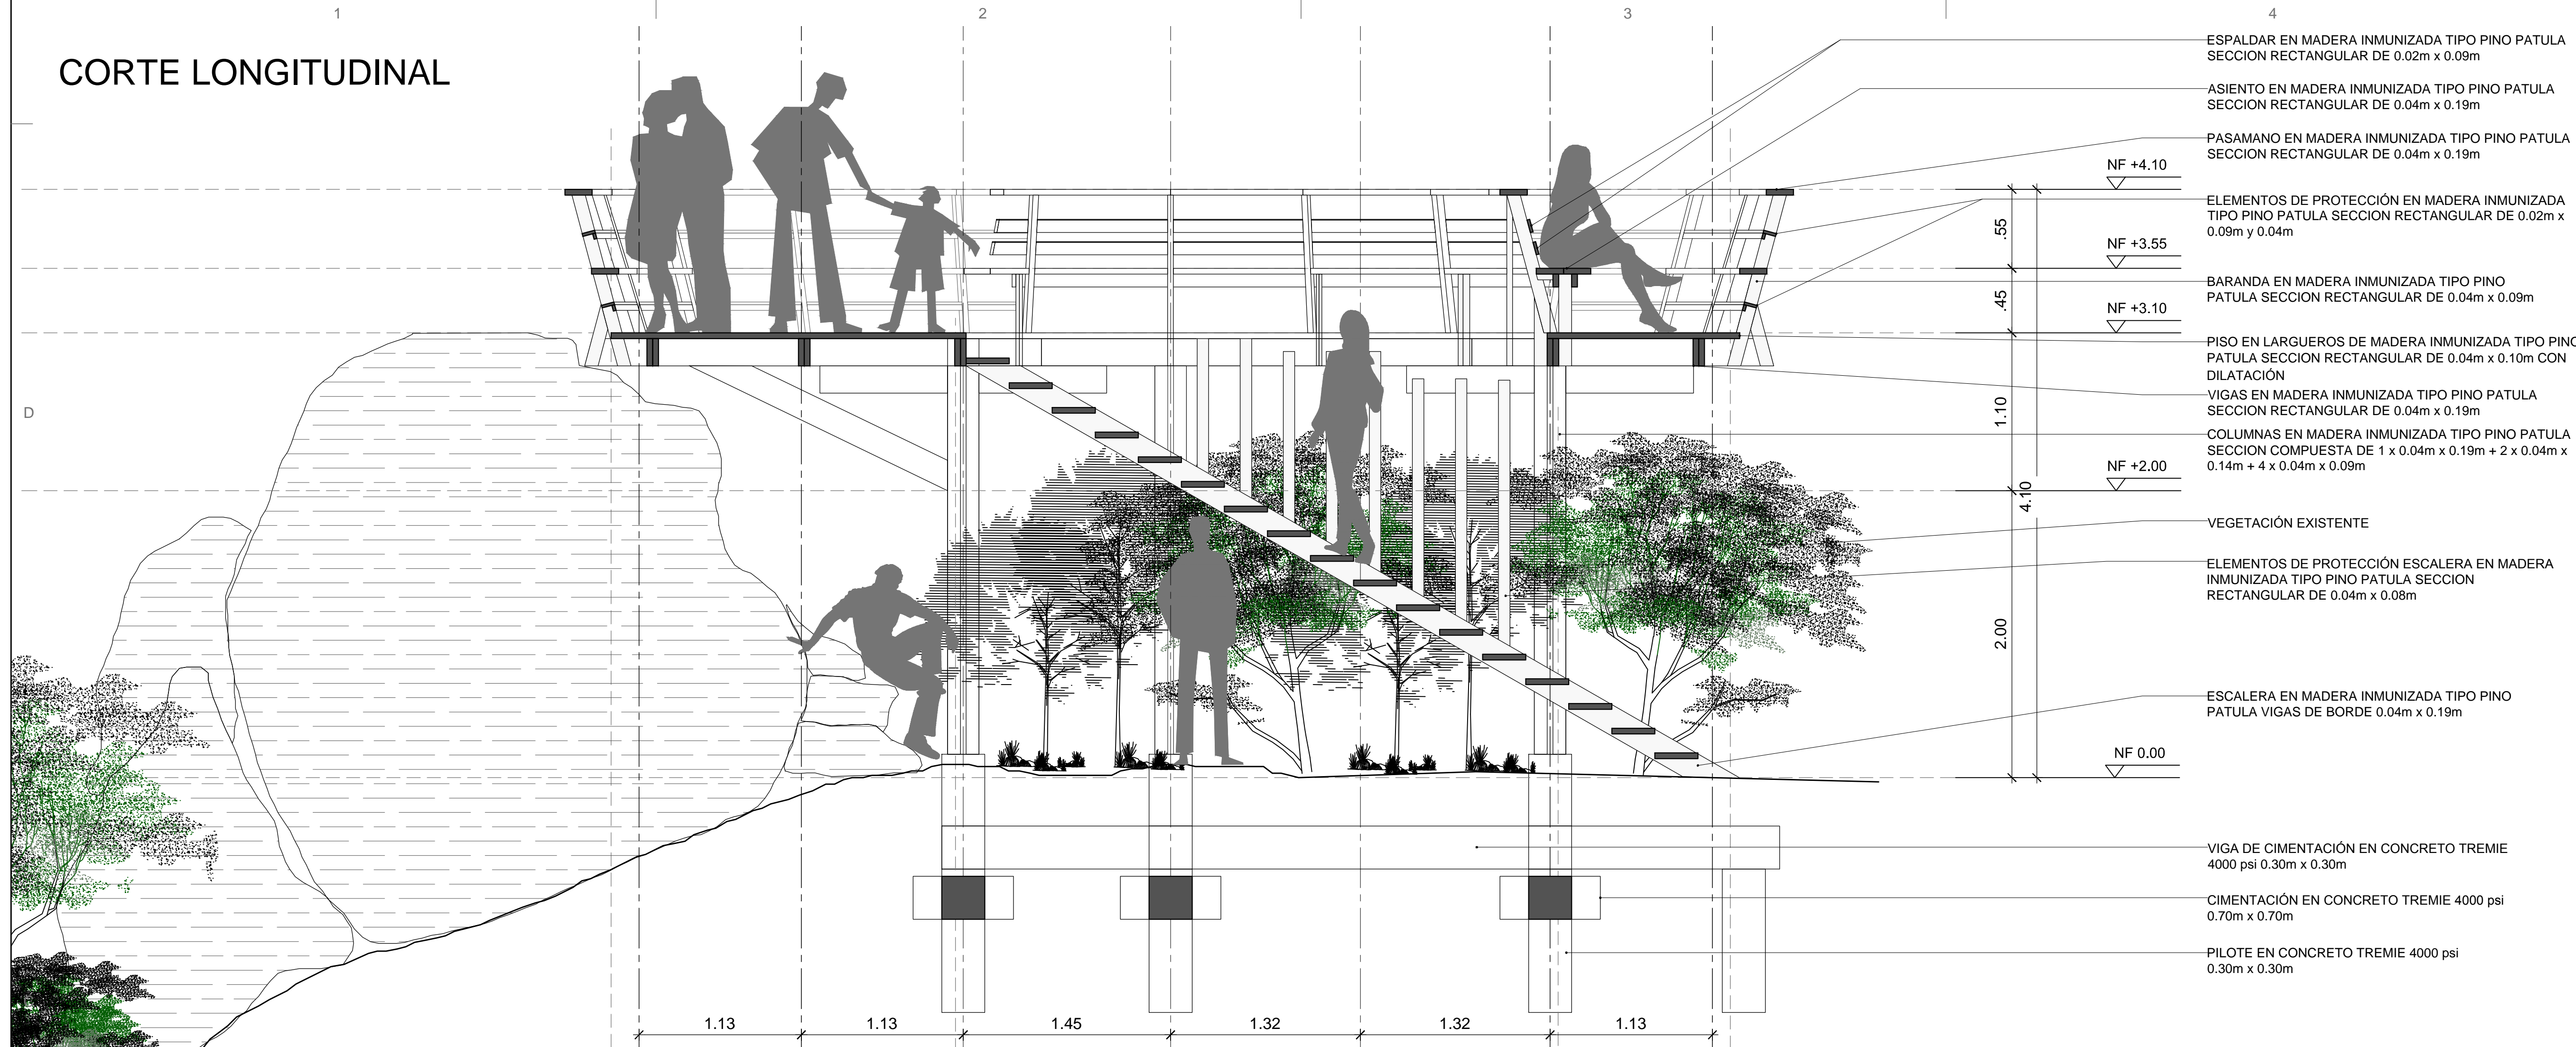 1
2
3
4
CORTE LONGITUDINAL
D
ESPALDAR EN MADERA INMUNIZADA TIPO PINO PATULA
SECCION RECTANGULAR DE 0.02m x 0.09m
ASIENTO EN MADERA INMUNIZADA TIPO PINO PATULA
SECCION RECTANGULAR DE 0.04m x 0.19m
PASAMANO EN MADERA INMUNIZADA TIPO PINO PATULA
SECCION RECTANGULAR DE 0.04m x 0.19m
ELEMENTOS DE PROTECCIÓN EN MADERA INMUNIZADA
TIPO PINO PATULA SECCION RECTANGULAR DE 0.02m x
0.09m y 0.04m
BARANDA EN MADERA INMUNIZADA TIPO PINO
PATULA SECCION RECTANGULAR DE 0.04m x 0.09m
PISO EN LARGUEROS DE MADERA INMUNIZADA TIPO PINO
PATULA SECCION RECTANGULAR DE 0.04m x 0.10m CON
DILATACIÓN
VIGAS EN MADERA INMUNIZADA TIPO PINO PATULA
SECCION RECTANGULAR DE 0.04m x 0.19m
COLUMNAS EN MADERA INMUNIZADA TIPO PINO PATULA
SECCION COMPUESTA DE 1 x 0.04m x 0.19m + 2 x 0.04m x
0.14m + 4 x 0.04m x 0.09m
VEGETACIÓN EXISTENTE
ELEMENTOS DE PROTECCIÓN ESCALERA EN MADERA
INMUNIZADA TIPO PINO PATULA SECCION
RECTANGULAR DE 0.04m x 0.08m
ESCALERA EN MADERA INMUNIZADA TIPO PINO
PATULA VIGAS DE BORDE 0.04m x 0.19m
VIGA DE CIMENTACIÓN EN CONCRETO TREMIE
4000 psi 0.30m x 0.30m
CIMENTACIÓN EN CONCRETO TREMIE 4000 psi
0.70m x 0.70m
PILOTE EN CONCRETO TREMIE 4000 psi
0.30m x 0.30m
NF +4.10
NF +3.55
NF +3.10
NF +2.00
NF 0.00
.55
.45
1.10
2.00
4.10
1.13
1.13
1.45
1.32
1.32
1.13